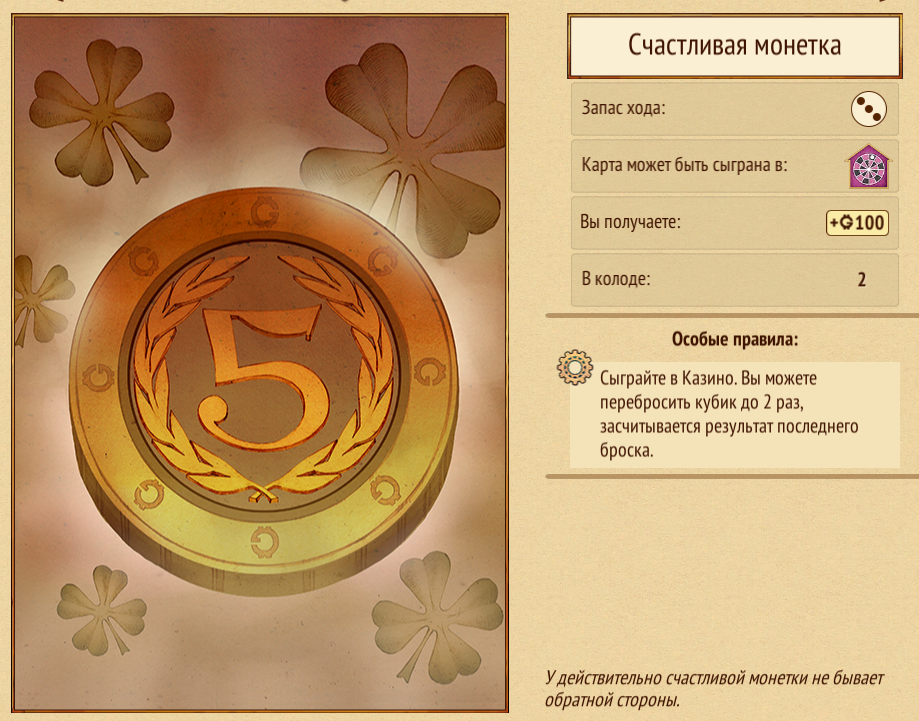 Счастливая монетка
Запас хода:
Карта может быть сыграна в:
Вы получаете:
+G100
В колоде:
2
Особые правила:
Сыграйте в Казино. Вы можете
перебросить кубик до 2 раз,
засчитывается результат последнего
броска.
5
У действительно счастливой монетки не бывает
обратной стороны.